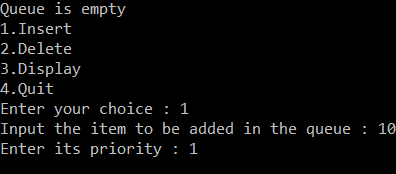 Queue is empty
1.Insert
2.Delete
3.Display
4.Quit
Enter your choice : 1
Input the item to be added in the queue : 10
Enter its priority : 1